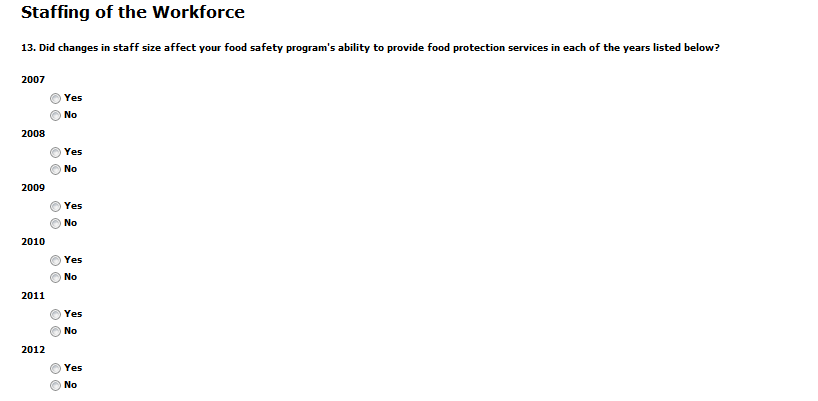 Staffing of the Workforce
13. Did changes in staff size affect your food safety program's ability to provide food protection services in each of the years listed below?
2007
Yes
No
2008
Yes
No
2009
Yes
No
2010
Yes
No
2011
Yes
No
2012
Yes
No